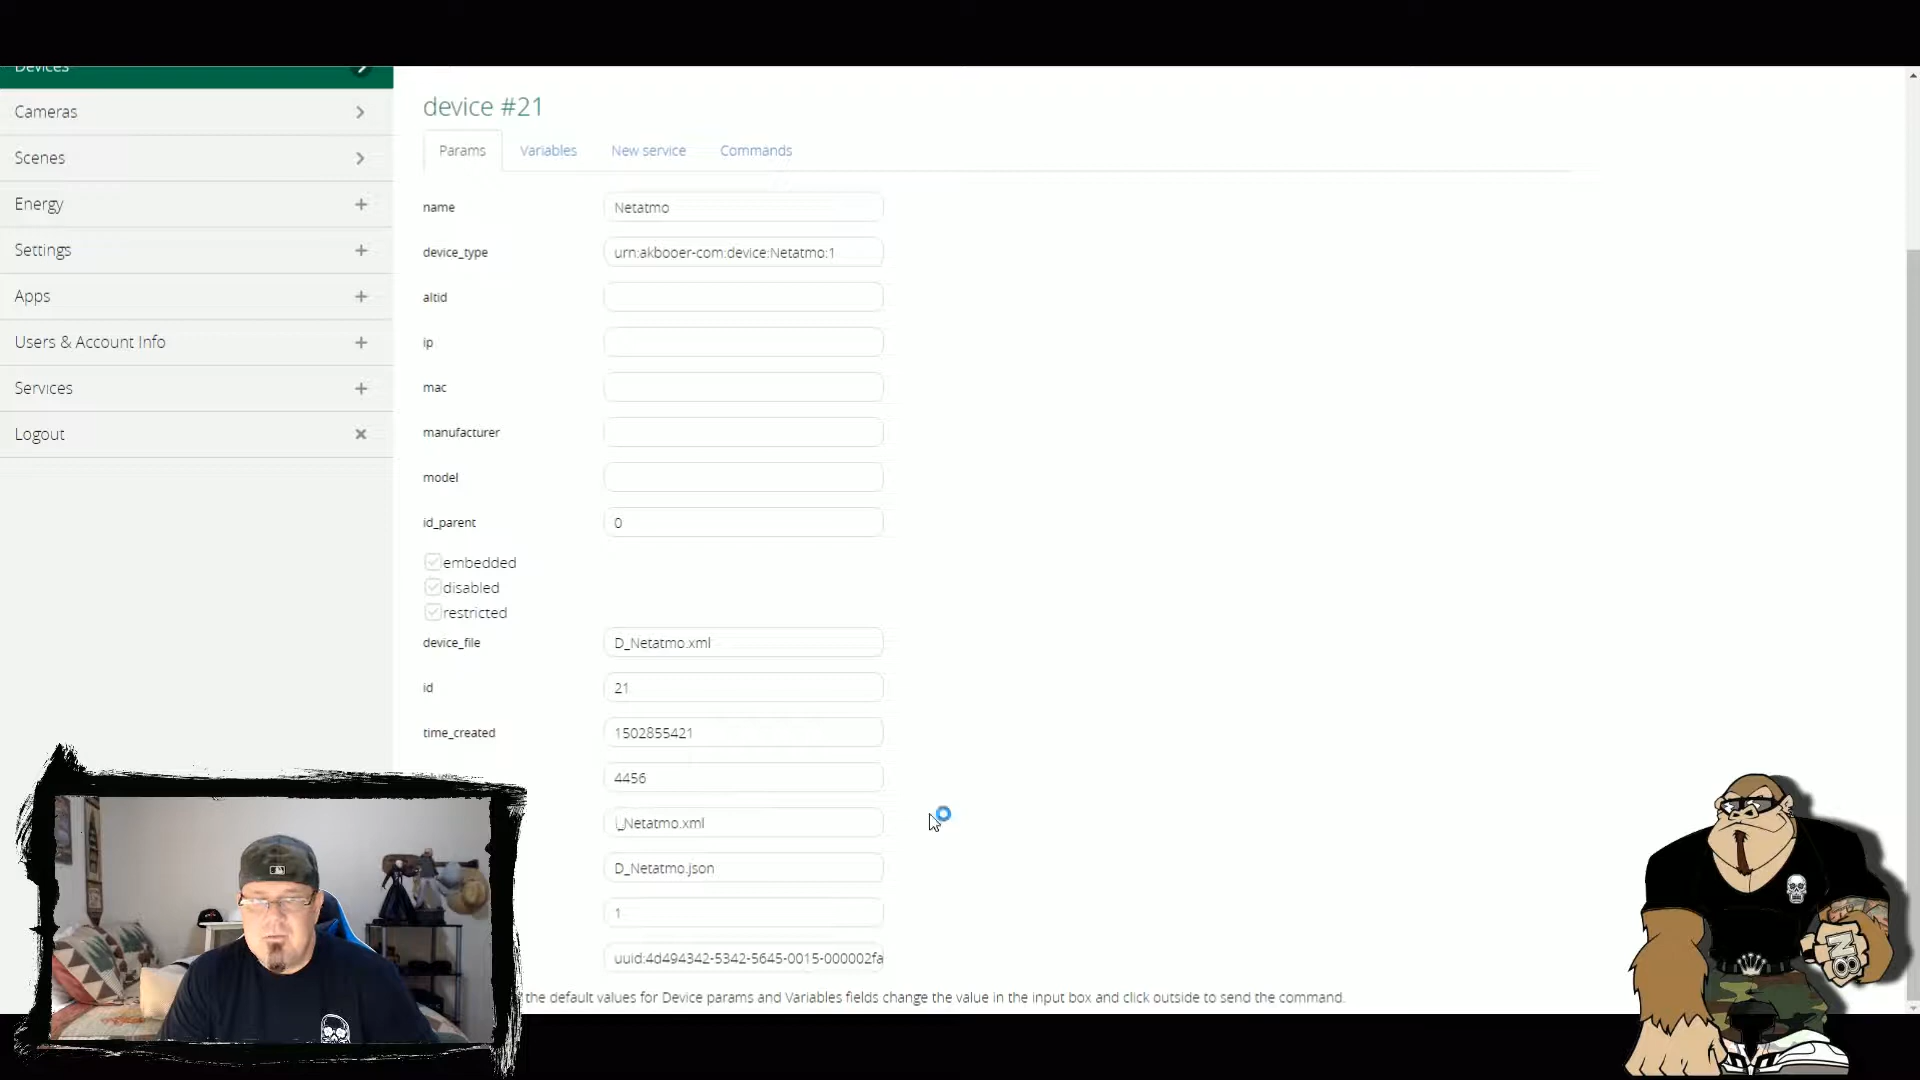 Devices
Cameras
Scenes
Energy
Settings
Apps
Users & Account Info
Services
Logout
device #21
Params Variables New service Commands
name Netatmo
device_type urn:akbooer-com:device:Netatmo:1
altid
ip
mac
manufacturer
model
id_parent 0
embedded
disabled
restricted
device_file D_Netatmo.xml
id 21
time_created 1502855421
4456
I_Netatmo.xml
D_Netatmo.json
1
uuid:4d494342-5342-5645-0015-000002fa
the default values for Device params and Variables fields change the value in the input box and click outside to send the command.